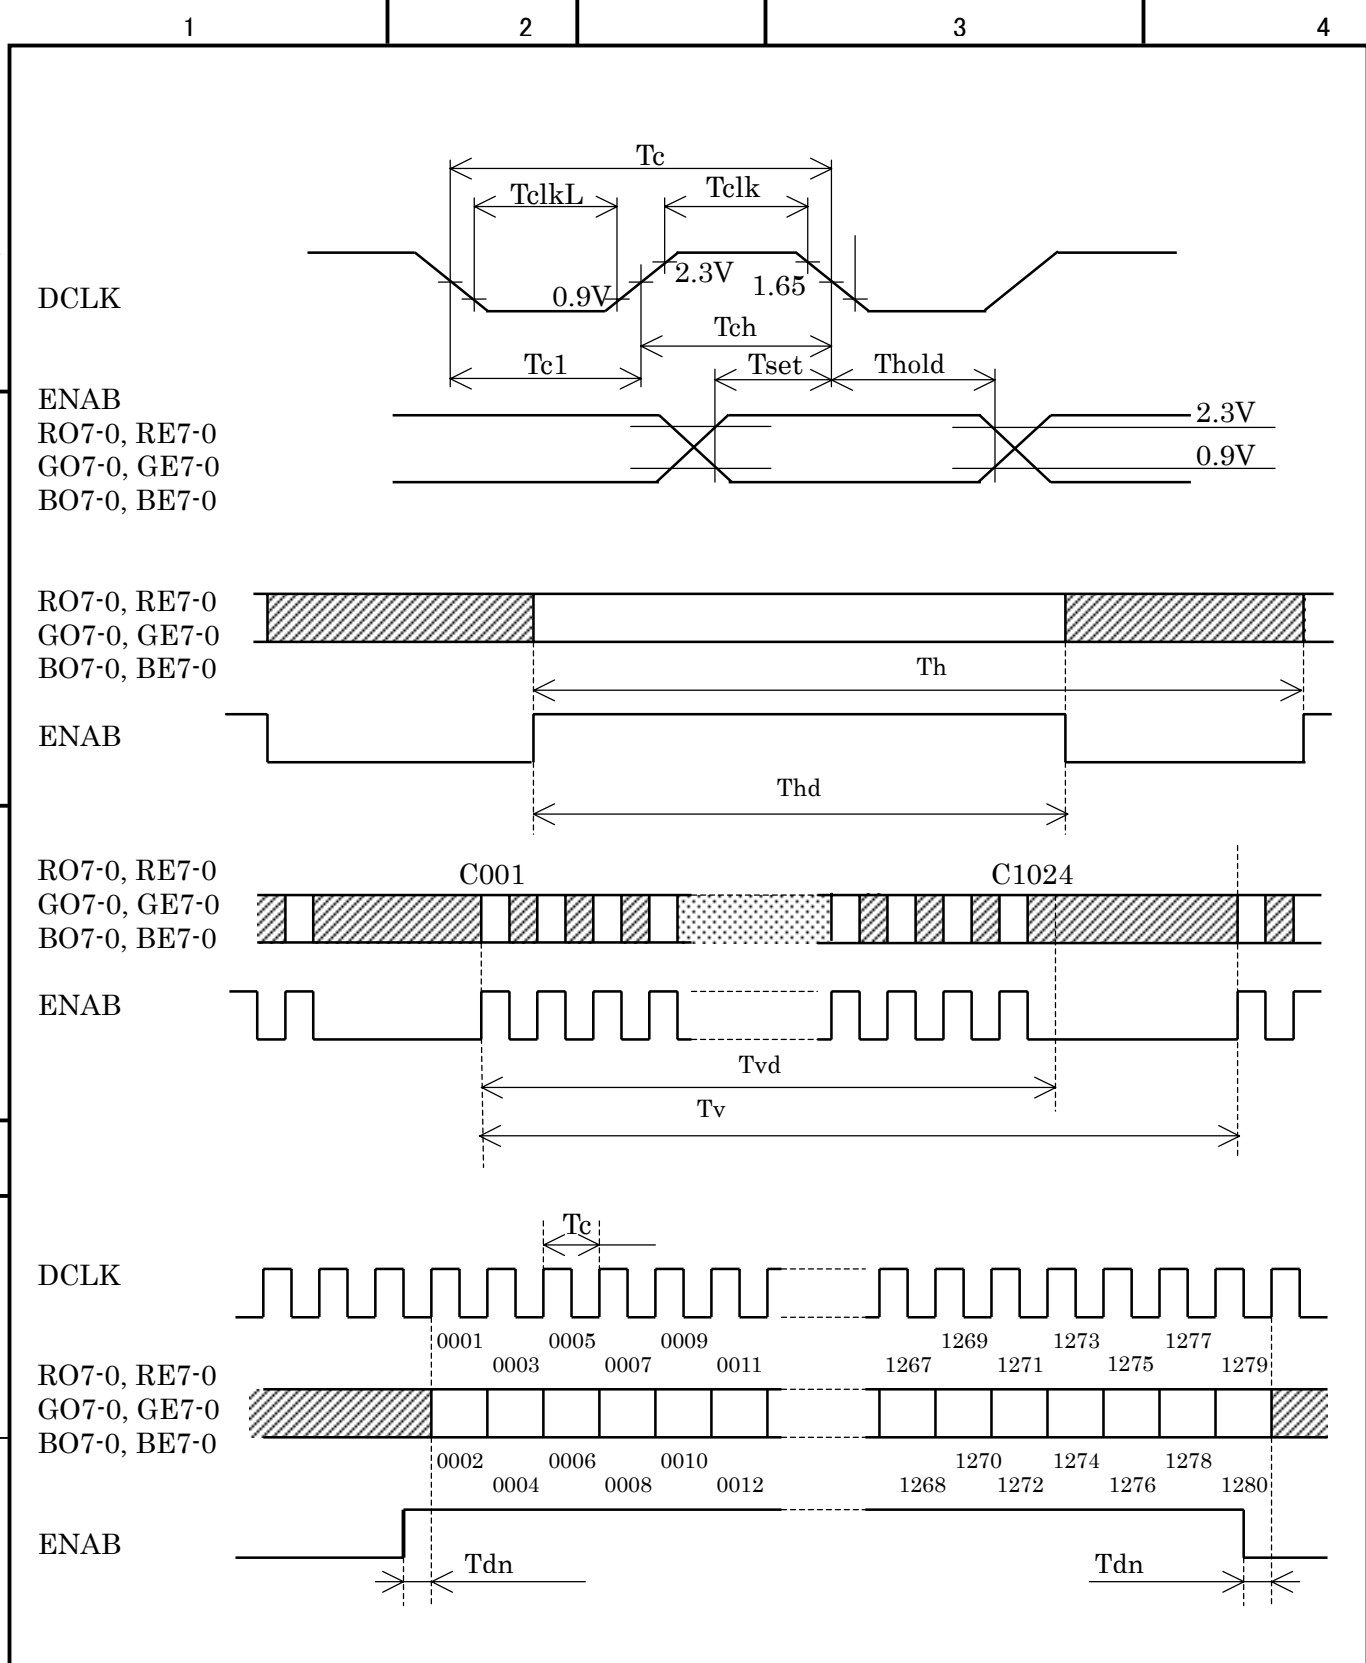 1 2 3 4
Tc
TclkL Tclk
DCLK 0.9V 2.3V 1.65
Tch
Tc1 Tset Thold
ENAB
RO7-0, RE7-0 2.3V
GO7-0, GE7-0 0.9V
BO7-0, BE7-0
RO7-0, RE7-0
GO7-0, GE7-0
BO7-0, BE7-0 Th
ENAB
Thd
RO7-0, RE7-0 C001 C1024
GO7-0, GE7-0
BO7-0, BE7-0
ENAB
Tvd
Tv
Tc
DCLK
0001 0005 0009 1269 1273 1277
0003 0007 0011 1267 1271 1275 1279
RO7-0, RE7-0
GO7-0, GE7-0
BO7-0, BE7-0
0002 0006 0010 1270 1274 1278
0004 0008 0012 1268 1272 1276 1280
ENAB
Tdn Tdn